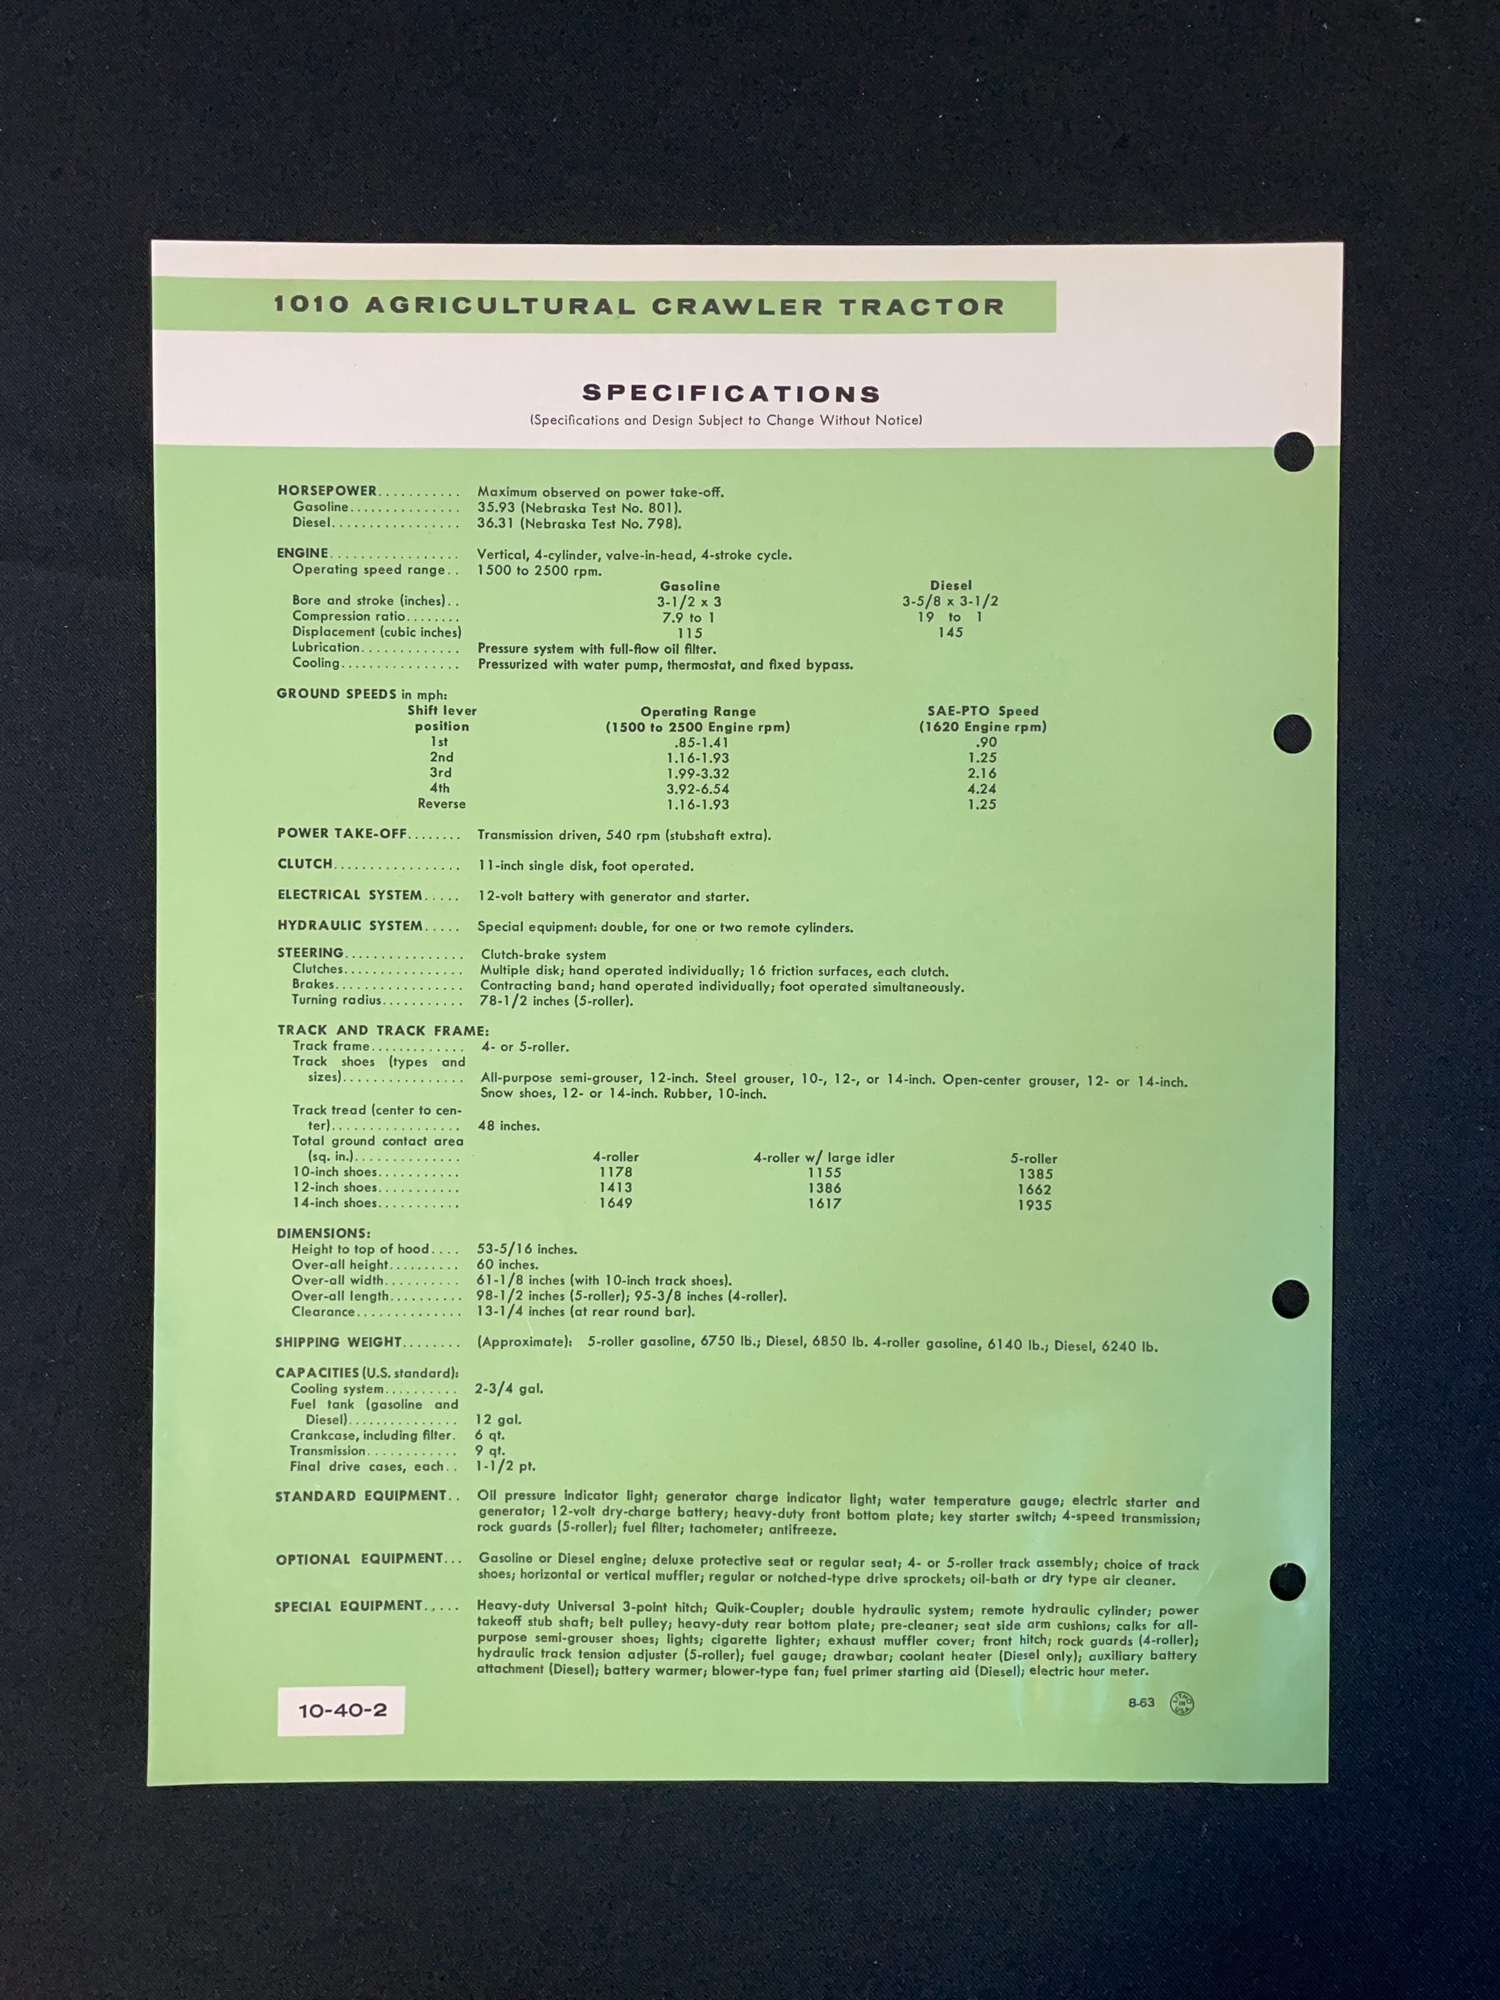 1010 AGRICULTURAL CRAWLER TRACTOR
SPECIFICATIONS
(Specifications and Design Subject to Change Without Notice)
HORSEPOWER........... Maximum observed on power take-off.
Gasoline............... 35.93 (Nebraska Test No. 801).
Diesel................. 36.31 (Nebraska Test No. 798).
ENGINE................. Vertical, 4-cylinder, valve-in-head, 4-stroke cycle.
Operating speed range.. 1500 to 2500 rpm.
Gasoline Diesel
Bore and stroke (inches).. 3-1/2 x 3 3-5/8 x 3-1/2
Compression ratio........ 7.9 to 1 19 to 1
Displacement (cubic inches) 115 145
Lubrication............. Pressure system with full-flow oil filter.
Cooling................ Pressurized with water pump, thermostat, and fixed bypass.
GROUND SPEEDS in mph:
Shift lever Operating Range SAE-PTO Speed
position (1500 to 2500 Engine rpm) (1620 Engine rpm)
1st .85-1.41 .90
2nd 1.16-1.93 1.25
3rd 1.99-3.32 2.16
4th 3.92-6.54 4.24
Reverse 1.16-1.93 1.25
POWER TAKE-OFF........ Transmission driven, 540 rpm (stubshaft extra).
CLUTCH................. 11-inch single disk, foot operated.
ELECTRICAL SYSTEM..... 12-volt battery with generator and starter.
HYDRAULIC SYSTEM..... Special equipment: double, for one or two remote cylinders.
STEERING................ Clutch-brake system
Clutches................ Multiple disk; hand operated individually; 16 friction surfaces, each clutch.
Brakes................. Contracting band; hand operated individually; foot operated simultaneously.
Turning radius........... 78-1/2 inches (5-roller).
TRACK AND TRACK FRAME:
Track frame............. 4- or 5-roller.
Track shoes (types and
sizes)................ All-purpose semi-grouser, 12-inch. Steel grouser, 10-, 12-, or 14-inch. Open-center grouser, 12- or 14-inch.
Snow shoes, 12- or 14-inch. Rubber, 10-inch.
Track tread (center to cen-
ter)................. 48 inches.
Total ground contact area
(sq. in.).............. 4-roller 4-roller w/ large idler 5-roller
10-inch shoes........... 1178 1155 1385
12-inch shoes........... 1413 1386 1662
14-inch shoes........... 1649 1617 1935
DIMENSIONS:
Height to top of hood.... 53-5/16 inches.
Over-all height.......... 60 inches.
Over-all width.......... 61-1/8 inches (with 10-inch track shoes).
Over-all length.......... 98-1/2 inches (5-roller); 95-3/8 inches (4-roller).
Clearance.............. 13-1/4 inches (at rear round bar).
SHIPPING WEIGHT........ (Approximate): 5-roller gasoline, 6750 lb.; Diesel, 6850 lb. 4-roller gasoline, 6140 lb.; Diesel, 6240 lb.
CAPACITIES (U.S. standard):
Cooling system.......... 2-3/4 gal.
Fuel tank (gasoline and
Diesel)............... 12 gal.
Crankcase, including filter. 6 qt.
Transmission............ 9 qt.
Final drive cases, each.. 1-1/2 pt.
STANDARD EQUIPMENT.. Oil pressure indicator light; generator charge indicator light; water temperature gauge; electric starter and
generator; 12-volt dry-charge battery; heavy-duty front bottom plate; key starter switch; 4-speed transmission;
rock guards (5-roller); fuel filter; tachometer; antifreeze.
OPTIONAL EQUIPMENT... Gasoline or Diesel engine; deluxe protective seat or regular seat; 4- or 5-roller track assembly; choice of track
shoes; horizontal or vertical muffler; regular or notched-type drive sprockets; oil-bath or dry type air cleaner.
SPECIAL EQUIPMENT..... Heavy-duty Universal 3-point hitch; Quik-Coupler; double hydraulic system; remote hydraulic cylinder; power
takeoff stub shaft; belt pulley; heavy-duty rear bottom plate; pre-cleaner; seat side arm cushions; calks for all-
purpose semi-grouser shoes; lights; cigarette lighter; exhaust muffler cover; front hitch; rock guards (4-roller);
hydraulic track tension adjuster (5-roller); fuel gauge; drawbar; coolant heater (Diesel only); auxiliary battery
attachment (Diesel); battery warmer; blower-type fan; fuel primer starting aid (Diesel); electric hour meter.
10-40-2
8-63 LITHO IN USA